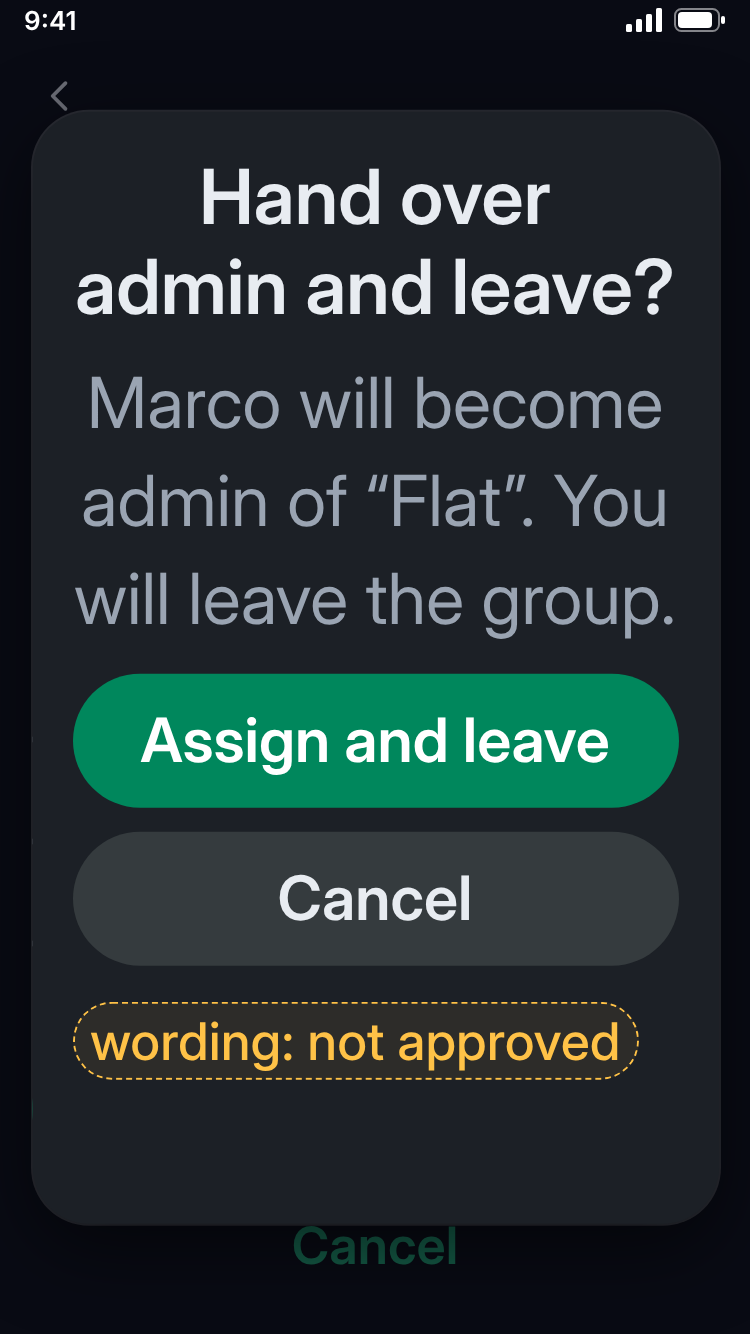 9:41
Hand over
admin and leave?
Marco will become
admin of “Flat”. You
will leave the group.
Assign and leave
Cancel
wording: not approved
Cancel